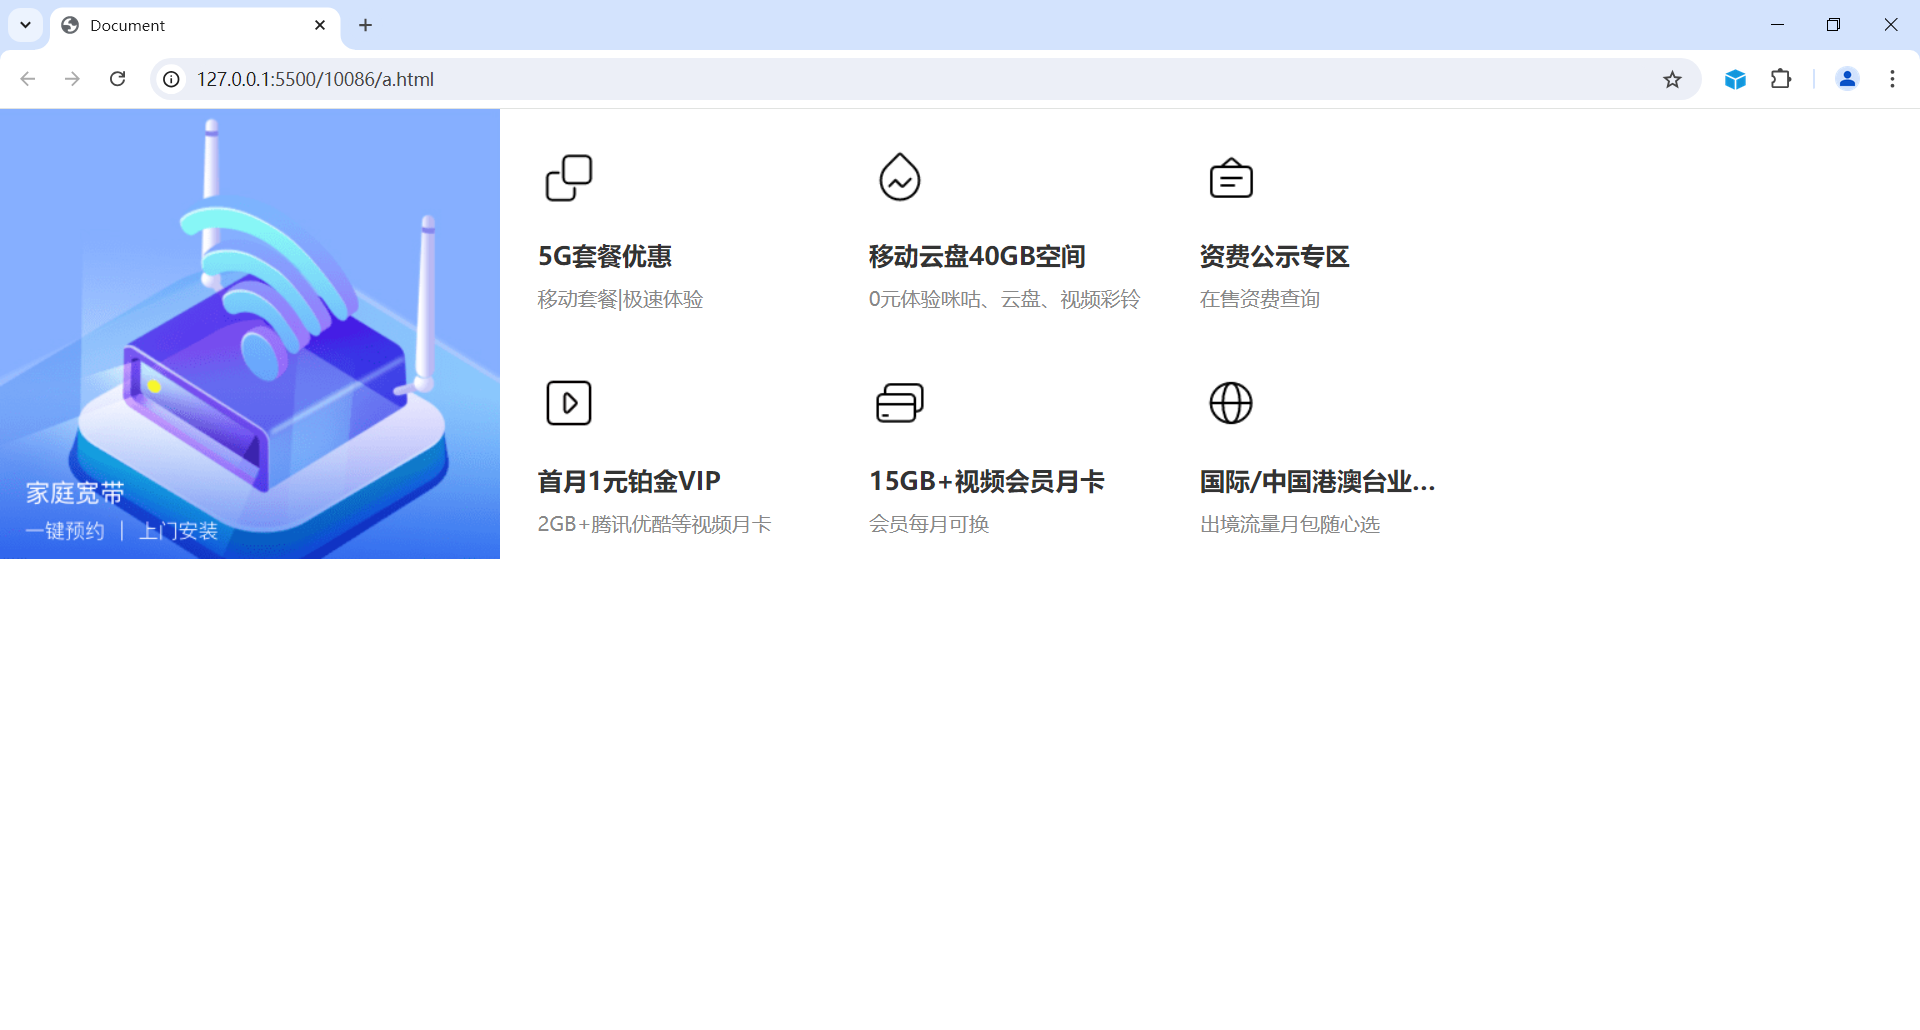 Document
127.0.0.1:5500/10086/a.html
家庭宽带
一键预约 | 上门安装
5G套餐优惠
移动套餐|极速体验
移动云盘40GB空间
0元体验咪咕、云盘、视频彩铃
资费公示专区
在售资费查询
首月1元铂金VIP
2GB+腾讯优酷等视频月卡
15GB+视频会员月卡
会员每月可换
国际/中国港澳台业...
出境流量月包随心选